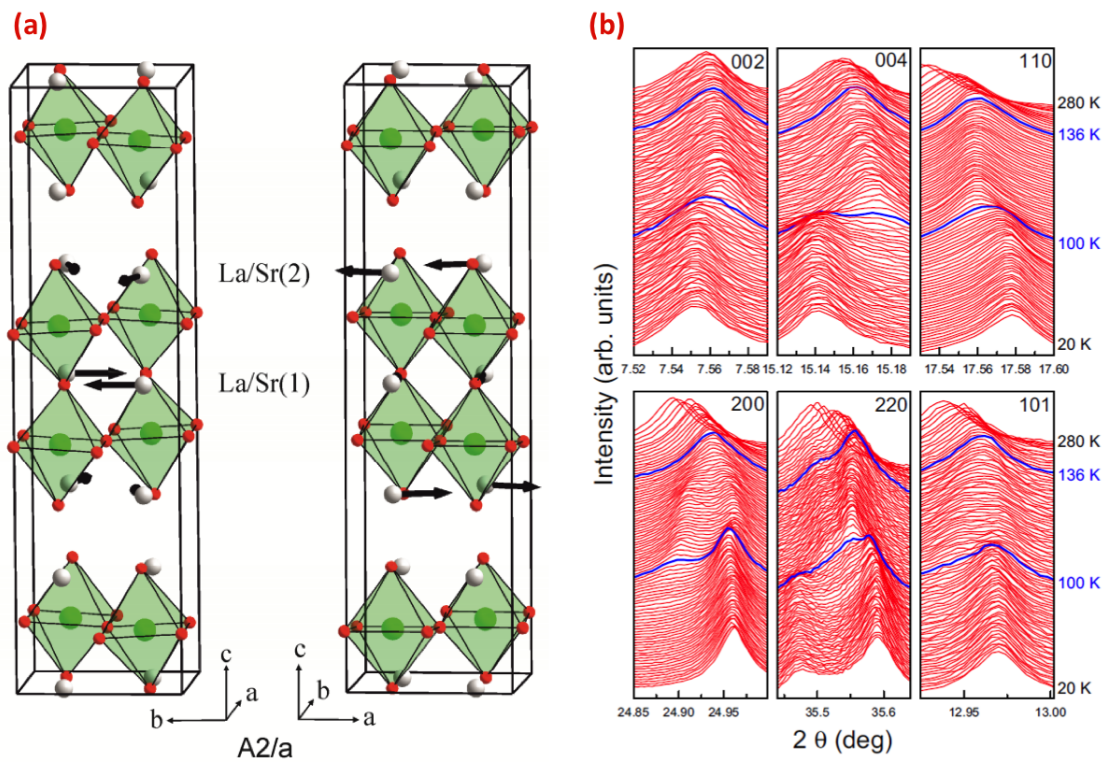 (a)
La/Sr(2)
La/Sr(1)
c
a
b
c
b
a
A2/a
(b)
Intensity (arb. units)
002
004
110
280 K
136 K
100 K
20 K
7.52 7.54 7.56 7.58 15.12 15.14 15.16 15.18 17.54 17.56 17.58 17.60
200
220
101
280 K
136 K
100 K
20 K
24.85 24.90 24.95 35.5 35.6 12.95 13.00
2 θ (deg)